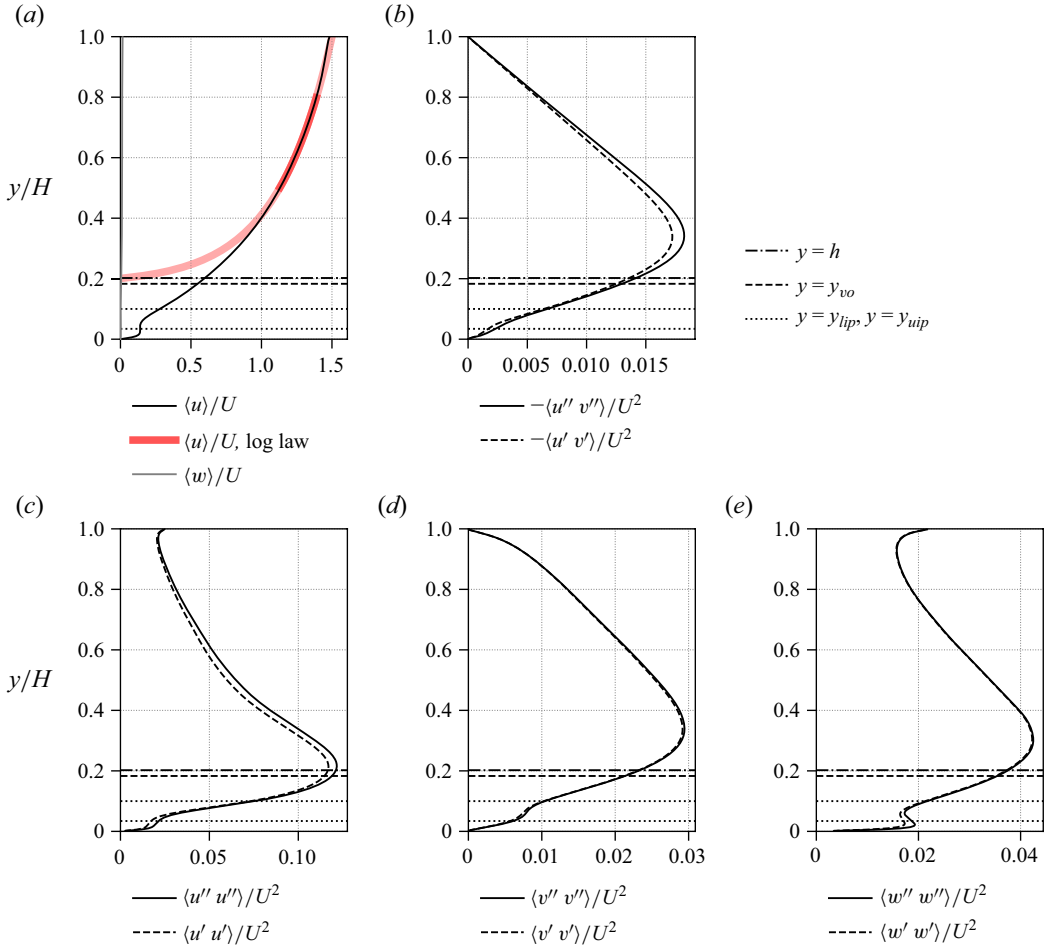 (a)
(b)
1.0
0.8
0.6
0.4
0.2
0
y/H
0 0.5 1.0 1.5
1.0
0.8
0.6
0.4
0.2
0
0 0.005 0.010 0.015
y = h
y = y_vo
y = y_lip, y = y_uip
⟨u⟩/U
⟨u⟩/U, log law
⟨w⟩/U
−⟨u″ v″⟩/U²
−⟨u′ v′⟩/U²
(c)
(d)
(e)
1.0
0.8
0.6
0.4
0.2
0
y/H
0 0.05 0.10
⟨u″ u″⟩/U²
⟨u′ u′⟩/U²
1.0
0.8
0.6
0.4
0.2
0
0 0.01 0.02 0.03
⟨v″ v″⟩/U²
⟨v′ v′⟩/U²
1.0
0.8
0.6
0.4
0.2
0
0.02 0.04
⟨w″ w″⟩/U²
⟨w′ w′⟩/U²